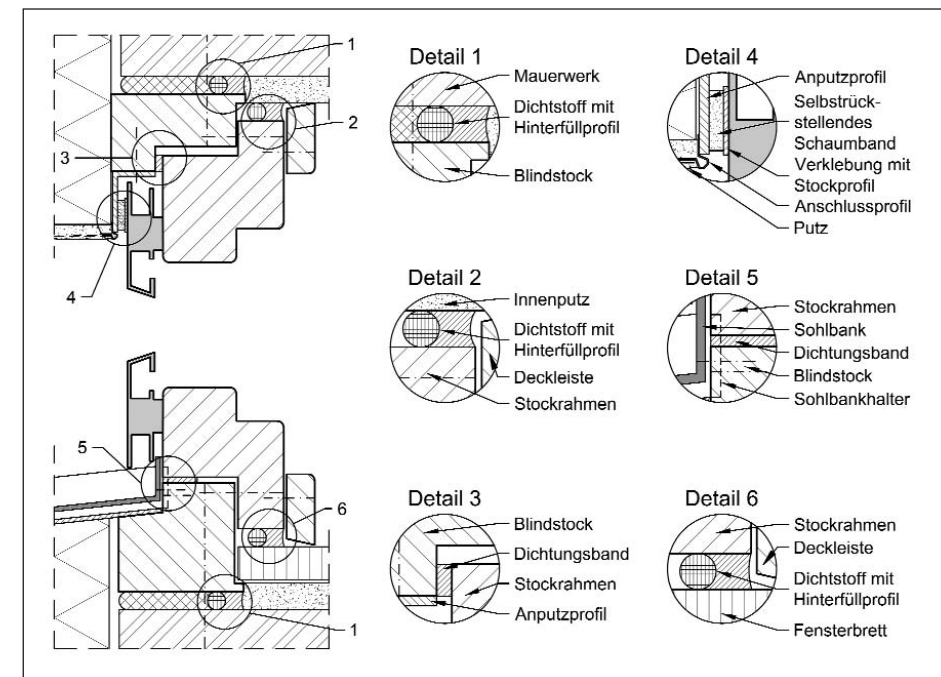 1
2
3
4
5
6
1
Detail 1
Mauerwerk
Dichtstoff mit
Hinterfüllprofil
Blindstock
Detail 4
Anputzprofil
Selbstrück-
stellendes
Schaumband
Verklebung mit
Stockprofil
Anschlussprofil
Putz
Detail 2
Innenputz
Dichtstoff mit
Hinterfüllprofil
Deckleiste
Stockrahmen
Detail 5
Stockrahmen
Sohlbank
Dichtungsband
Blindstock
Sohlbankhalter
Detail 3
Blindstock
Dichtungsband
Stockrahmen
Anputzprofil
Detail 6
Stockrahmen
Deckleiste
Dichtstoff mit
Hinterfüllprofil
Fensterbrett